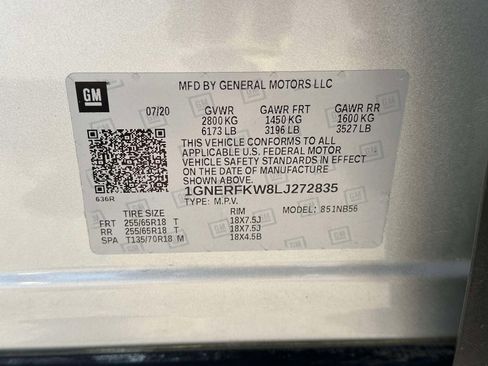 GM
MFD BY GENERAL MOTORS LLC
07/20 GVWR GAWR FRT GAWR RR
2800 KG 1450 KG 1600 KG
6173 LB 3196 LB 3527 LB
THIS VEHICLE CONFORMS TO ALL
APPLICABLE U.S. FEDERAL MOTOR
VEHICLE SAFETY STANDARDS IN EFFECT
ON THE DATE OF MANUFACTURE SHOWN ABOVE.
1GNERFKW8LJ272835
636R TYPE: M.P.V.
TIRE SIZE RIM MODEL: 851NB56
FRT 255/65R18 T 18X7.5J
RR 255/65R18 T 18X7.5J
SPA T135/70R18 M 18X4.5B